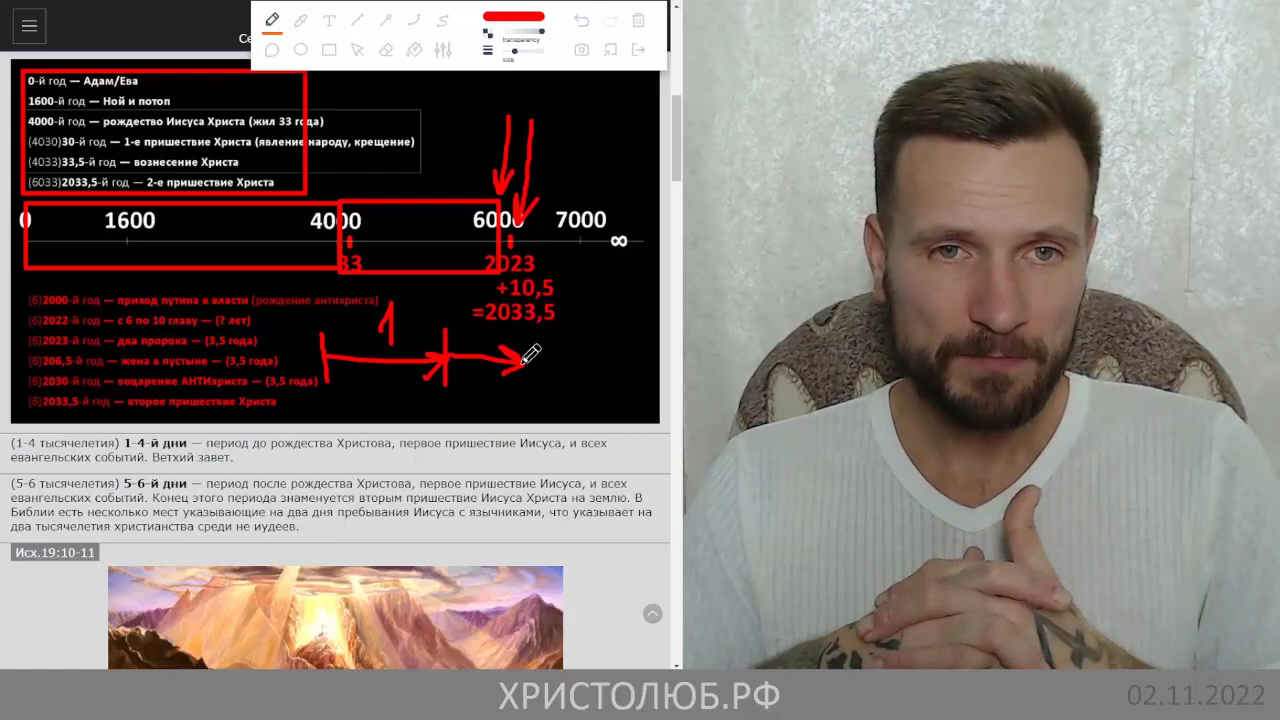 Се
transparency
size
0-й год — Адам/Ева
1600-й год — Ной и потоп
4000-й год — рождество Иисуса Христа (жил 33 года)
(4030)30-й год — 1-е пришествие Христа (явление народу, крещение)
(4033)33,5-й год — вознесение Христа
(6033)2033,5-й год — 2-е пришествие Христа
0 1600 4000 6000 7000 ∞
33 2023
+10,5
=2033,5
(6)2000-й год — приход путина к власти (рождение антихриста)
(6)2022-й год — с 6 по 10 главу — (? лет)
(6)2023-й год — два пророка — (3,5 года)
(6)206,5-й год — жена в пустыне — (3,5 года)
(6)2030-й год — воцарение АНТИхриста — (3,5 года)
(6)2033,5-й год — второе пришествие Христа
1
(1-4 тысячелетия) 1-4-й дни — период до рождества Христова, первое пришествие Иисуса, и всех
евангельских событий. Ветхий завет.
(5-6 тысячелетия) 5-6-й дни — период после рождества Христова, первое пришествие Иисуса, и всех
евангельских событий. Конец этого периода знаменуется вторым пришествие Иисуса Христа на землю. В
Библии есть несколько мест указывающие на два дня пребывания Иисуса с язычниками, что указывает на
два тысячелетия христианства среди не иудеев.
Исх.19:10-11
ХРИСТОЛЮБ.РФ
02.11.2022